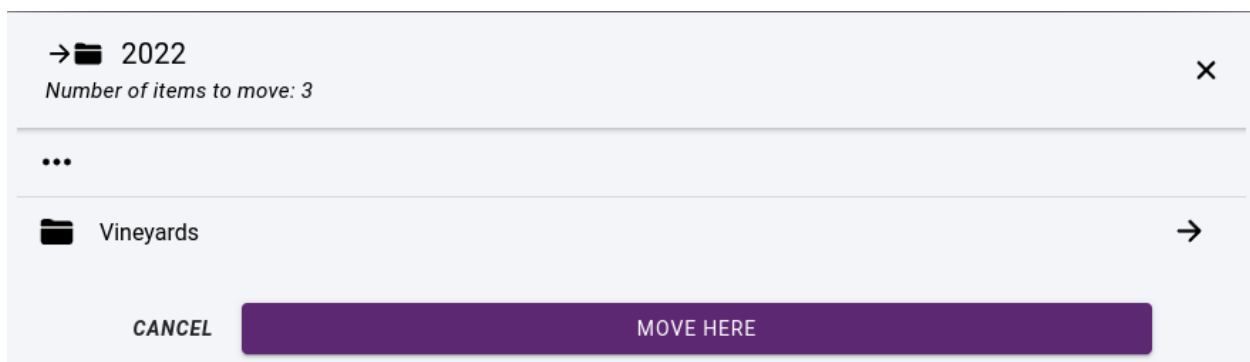 2022
Number of items to move: 3
•••
Vineyards
CANCEL
MOVE HERE